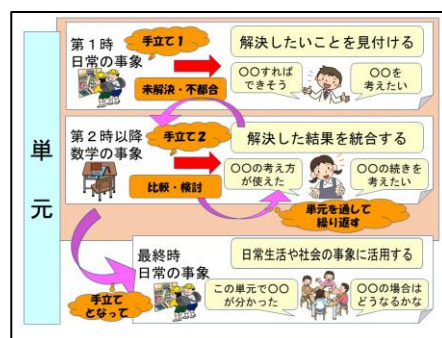 単元
第1時
日常の事象
手立て1
未解決・不都合
解決したいことを見付ける
〇〇すれば
できそう
〇〇を
考えたい
第2時以降
数学の事象
手立て2
比較・検討
解決した結果を統合する
〇〇の考え方
が使えた
〇〇の続きを
考えたい
単元を通して
繰り返す
最終時
日常の事象
手立て
となって
日常生活や社会の事象に活用する
この単元で〇〇
が分かった
〇〇の場合は
どうなるかな